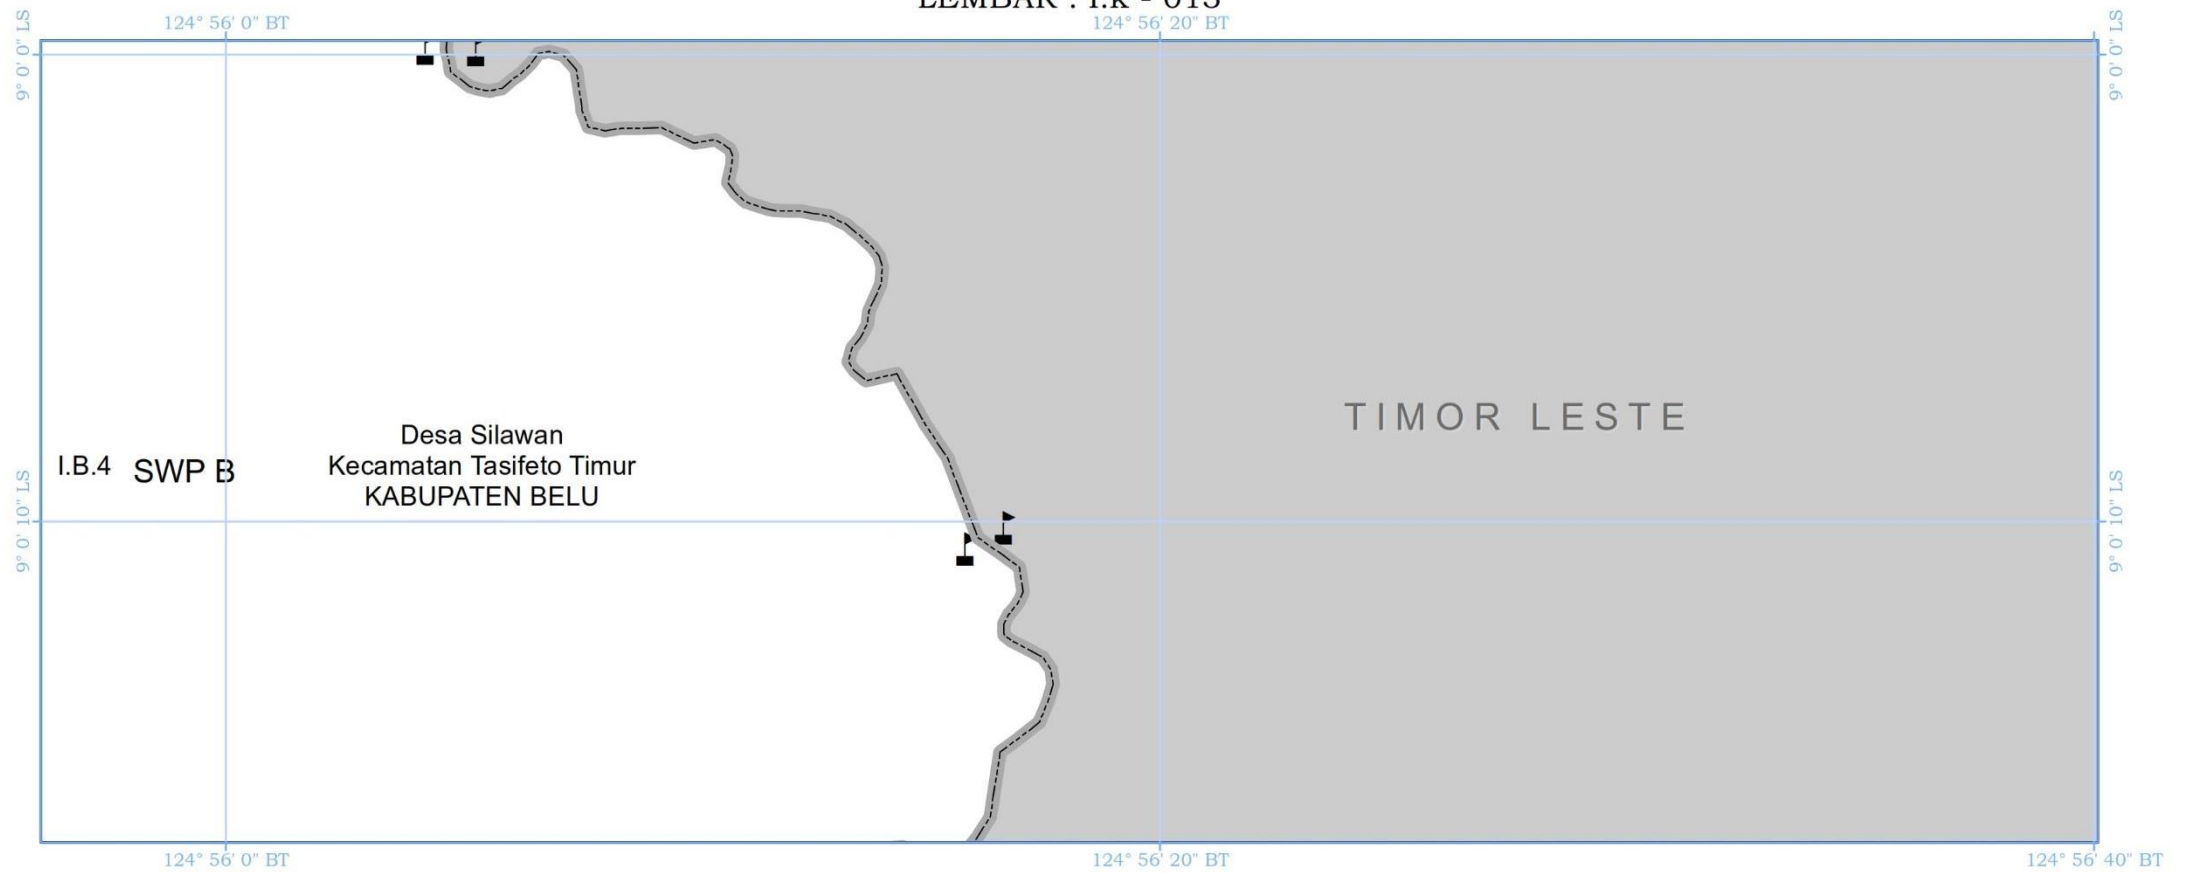 LEMBAR : I.k - 013
124° 56' 0" BT
124° 56' 20" BT
9° 0' 0" LS
9° 0' 0" LS
TIMOR LESTE
Desa Silawan
Kecamatan Tasifeto Timur
KABUPATEN BELU
I.B.4
SWP B
9° 0' 10" LS
9° 0' 10" LS
124° 56' 0" BT
124° 56' 20" BT
124° 56' 40" BT